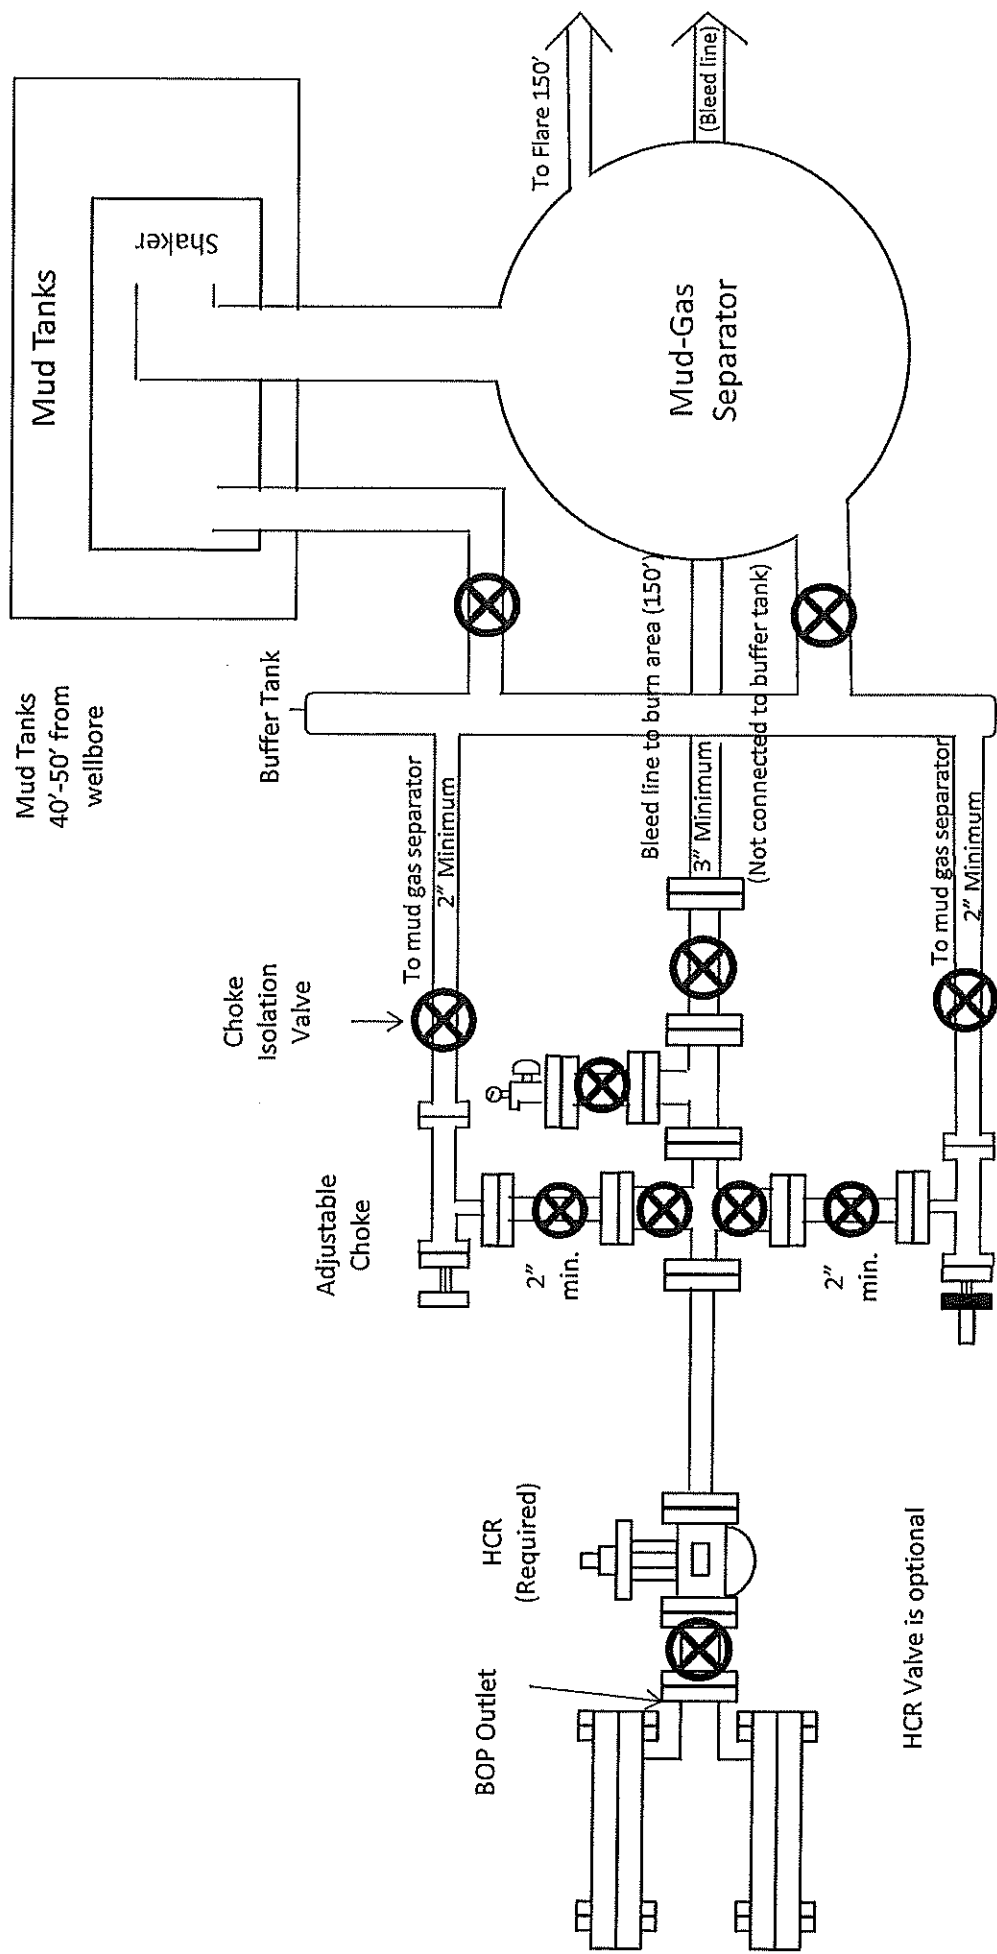 Mud Tanks
40'-50' from
wellbore
Mud Tanks
Shaker
Buffer Tank
To Flare 150'
(Bleed line)
Mud-Gas
Separator
Choke
Isolation
Valve
To mud gas separator
2" Minimum
Adjustable
Choke
Bleed line to burn area (150')
3" Minimum
(Not connected to buffer tank)
To mud gas separator
2" Minimum
2"
min.
2"
min.
HCR
(Required)
BOP Outlet
HCR Valve is optional